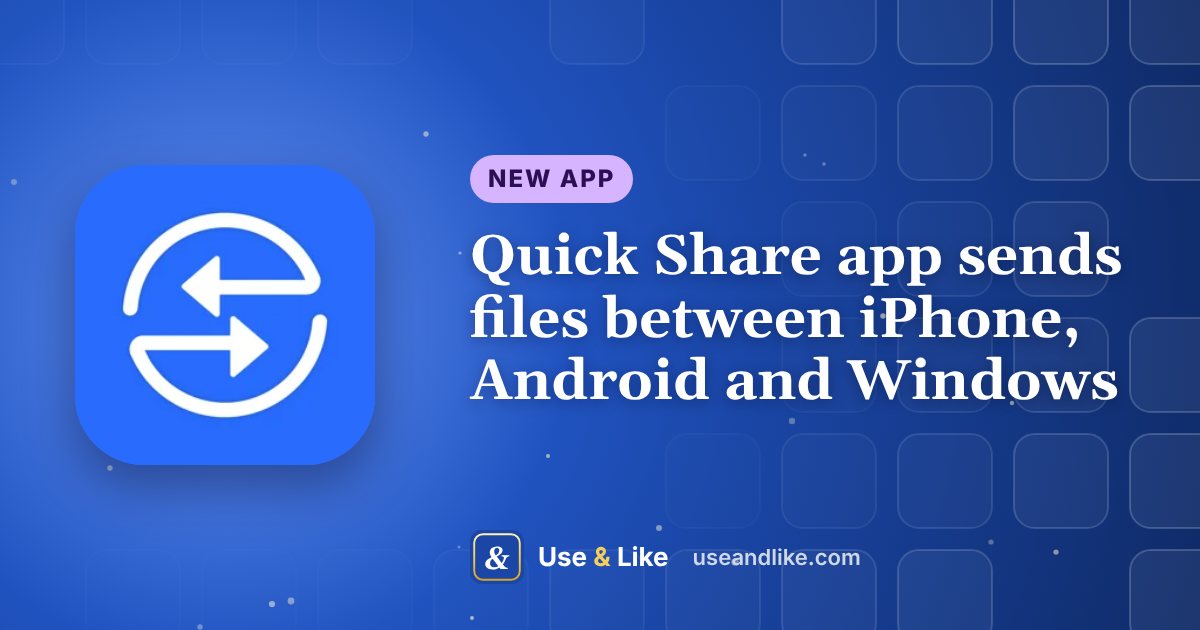 NEW APP
Quick Share app sends
files between iPhone,
Android and Windows
& Use & Like useandlike.com